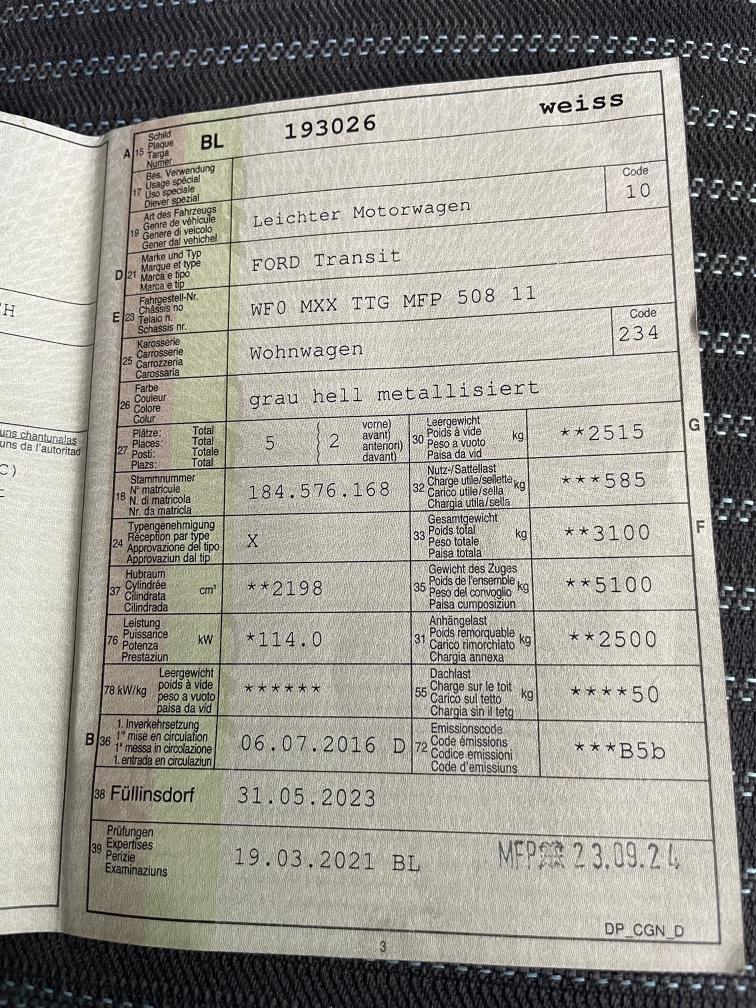 H
uns chantunalas
uns da l'autoritad
C)
A 15 Schild
Plaque
Targa
Numer
BL 193026 weiss
17 Bes. Verwendung
Usage spécial
Uso speciale
Diever spezial
19 Art des Fahrzeugs
Genre de véhicule
Genere di veicolo
Gener dal vehichel
Leichter Motorwagen
Code
10
D 21 Marke und Typ
Marque et type
Marca e tipo
Marca e tip
FORD Transit
E 23 Fahrgestell-Nr.
Châssis no
Telaio n.
Schassis nr.
WF0 MXX TTG MFP 508 11
25 Karosserie
Carrosserie
Carrozzeria
Carossaria
Wohnwagen
Code
234
26 Farbe
Couleur
Colore
Colur
grau hell metallisiert
27 Plätze: Total
Places: Total
Posti: Totale
Plazs: Total
5 ( 2 vorne)
avant)
anteriori)
davant)
G
30 Leergewicht
Poids à vide
Peso a vuoto
Paisa da vid
kg
**2515
18 Stammnummer
N° matricule
N. di matricola
Nr. da matricla
184.576.168
32 Nutz-/Sattellast
Charge utile/sellette
Carico utile/sella
Chargia utila/sella
kg
***585
24 Typengenehmigung
Réception par type
Approvazione del tipo
Approvaziun dal tip
X
F
33 Gesamtgewicht
Poids total
Peso totale
Paisa totala
kg
**3100
37 Hubraum
Cylindrée
Cilindrata
Cilindrada
cm³
**2198
35 Gewicht des Zuges
Poids de l'ensemble
Peso del convoglio
Paisa cumposiziun
kg
**5100
76 Leistung
Puissance
Potenza
Prestaziun
kW
*114.0
31 Anhängelast
Poids remorquable
Carico rimorchiato
Chargia annexa
kg
**2500
78 kW/kg Leergewicht
poids à vide
peso a vuoto
paisa da vid
******
55 Dachlast
Charge sur le toit
Carico sul tetto
Chargia sin il tetg
kg
****50
B 36 1. Inverkehrsetzung
1re mise en circulation
1a messa in circolazione
1. entrada en circulaziun
06.07.2016 D
72 Emissionscode
Code émissions
Codice emissioni
Code d'emissiuns
***B5b
38 Füllinsdorf 31.05.2023
39 Prüfungen
Expertises
Perizie
Examinaziuns
19.03.2021 BL
MFP 23.09.24
DP_CGN_D
3